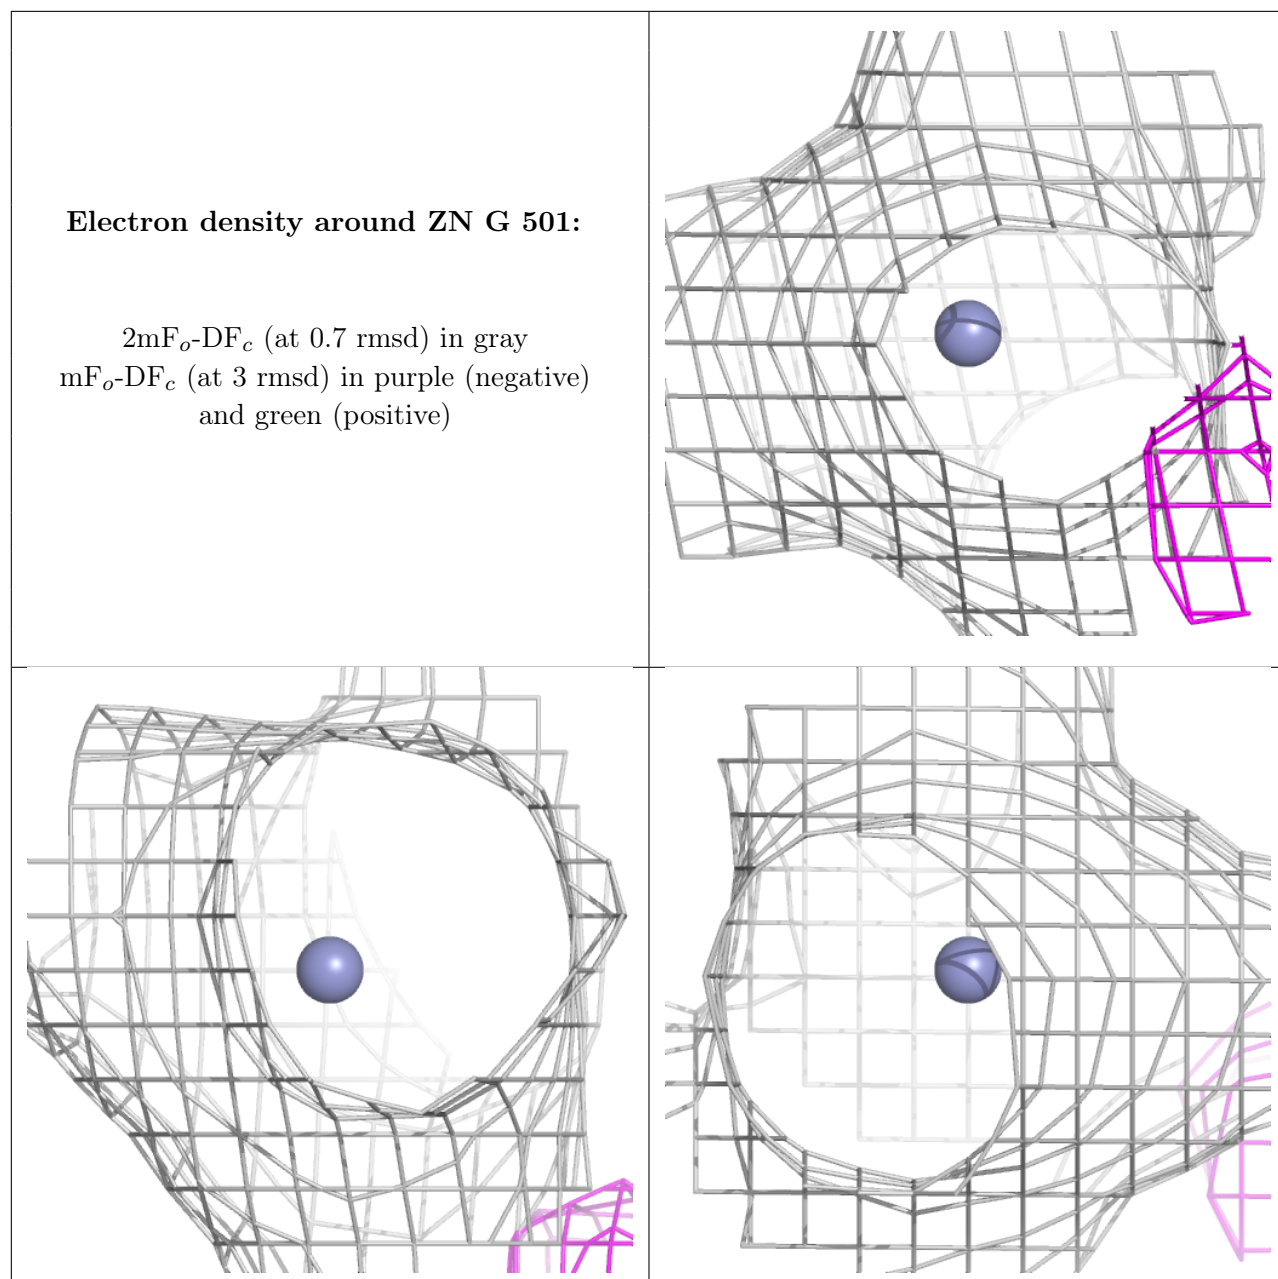 Electron density around ZN G 501:
2mFo-DFc (at 0.7 rmsd) in gray
mFo-DFc (at 3 rmsd) in purple (negative)
and green (positive)